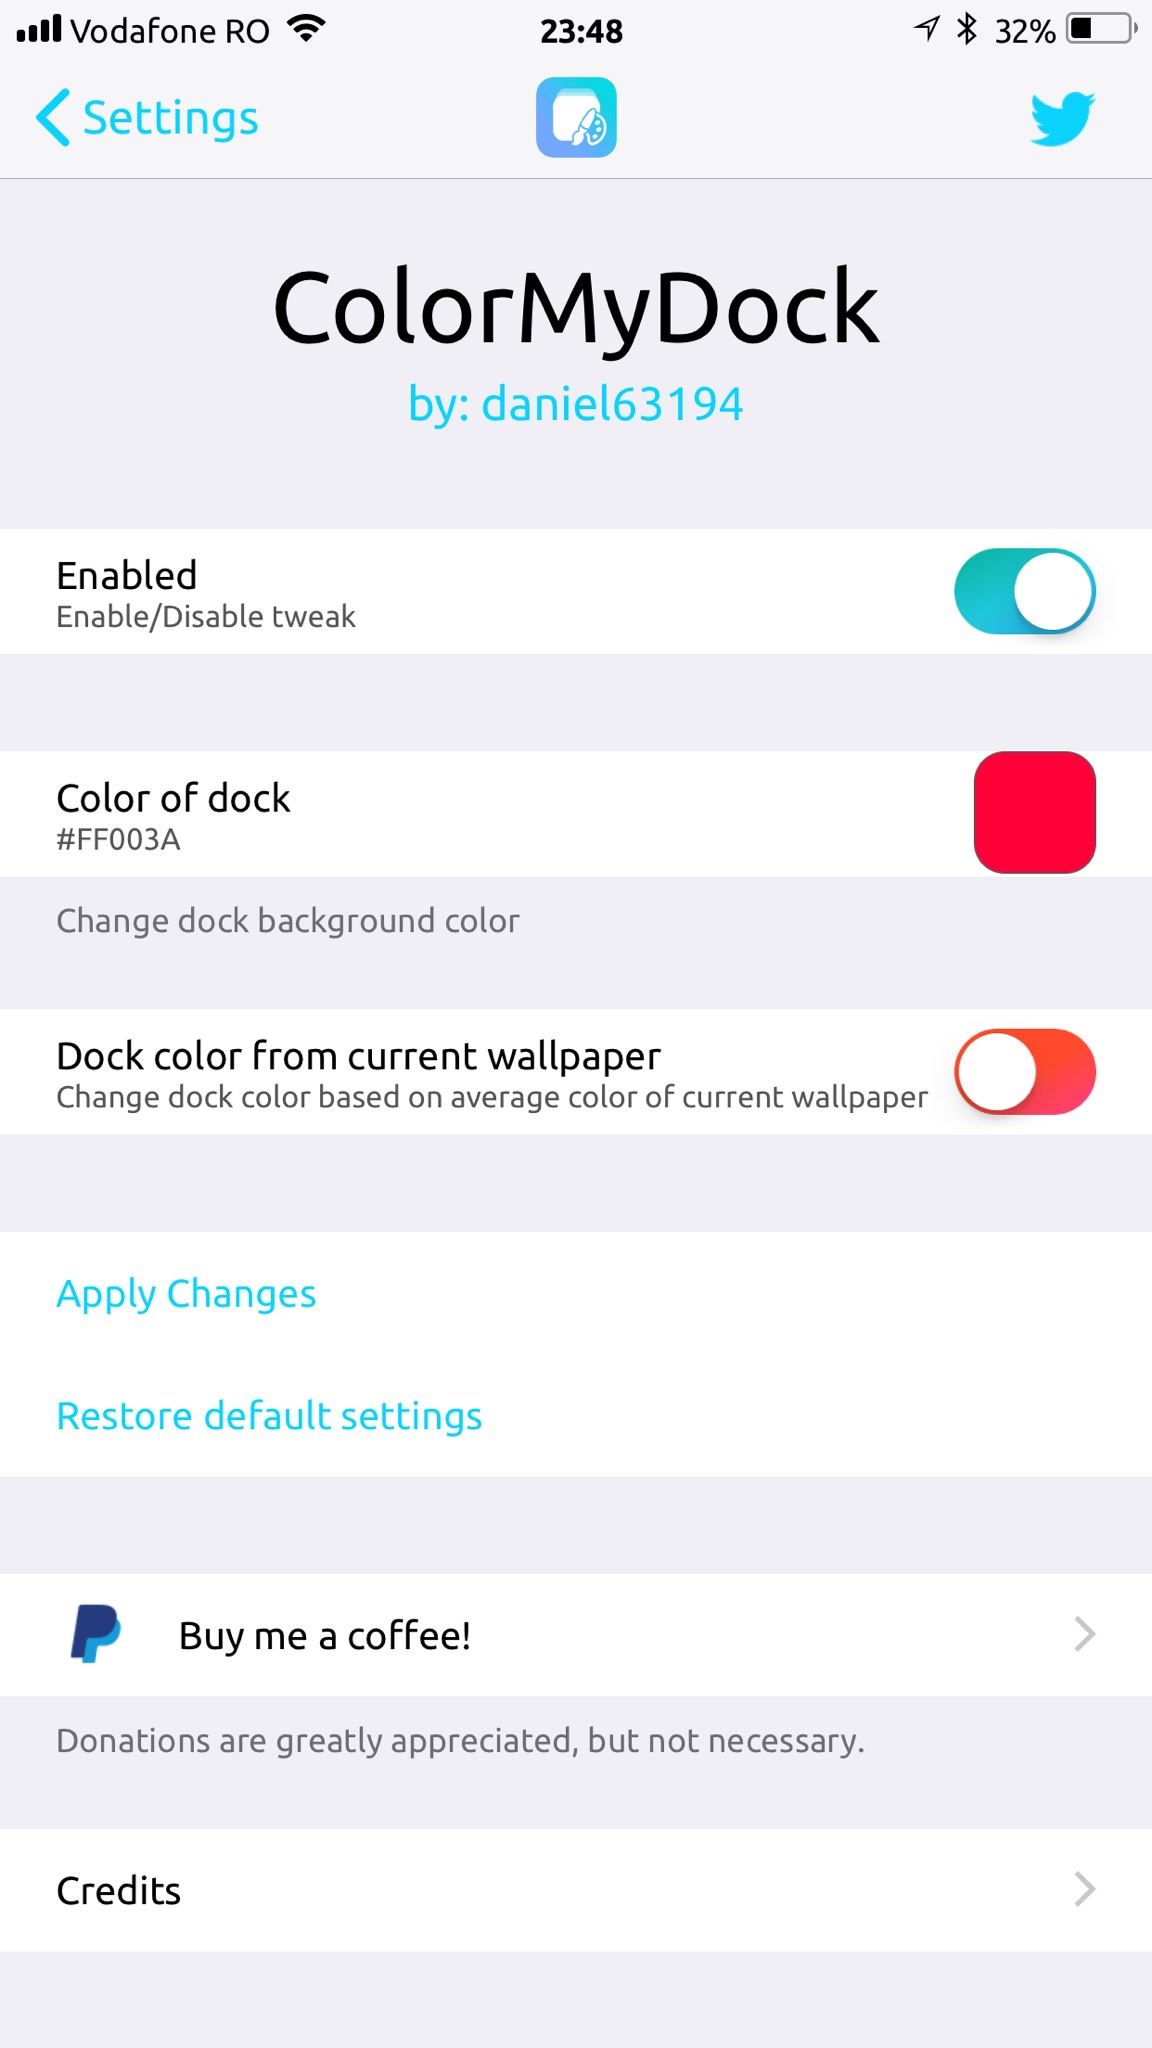 Vodafone RO 23:48 32%
Settings
ColorMyDock
by: daniel63194
Enabled
Enable/Disable tweak
Color of dock
#FF003A
Change dock background color
Dock color from current wallpaper
Change dock color based on average color of current wallpaper
Apply Changes
Restore default settings
Buy me a coffee!
Donations are greatly appreciated, but not necessary.
Credits